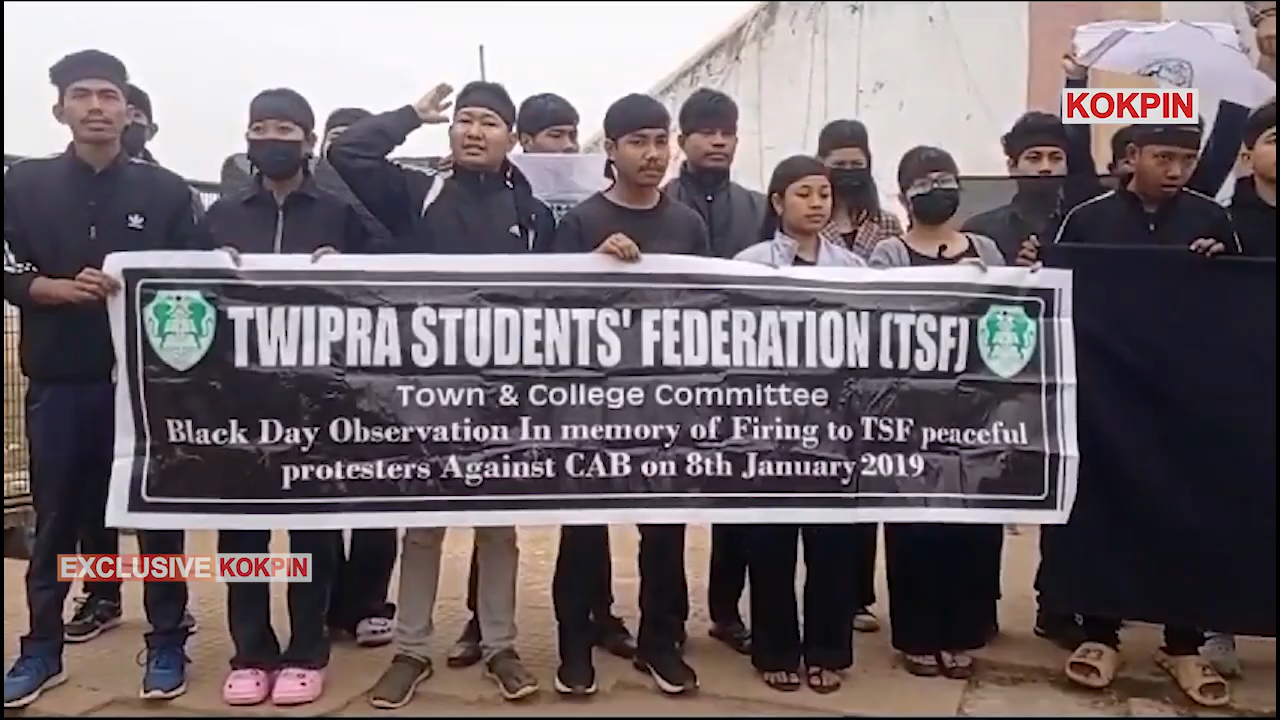 KOKPIN
TWIPRA STUDENTS' FEDERATION (TSF)
Town & College Committee
Black Day Observation In memory of Firing to TSF peaceful
protesters Against CAB on 8th January 2019
EXCLUSIVE KOKPIN